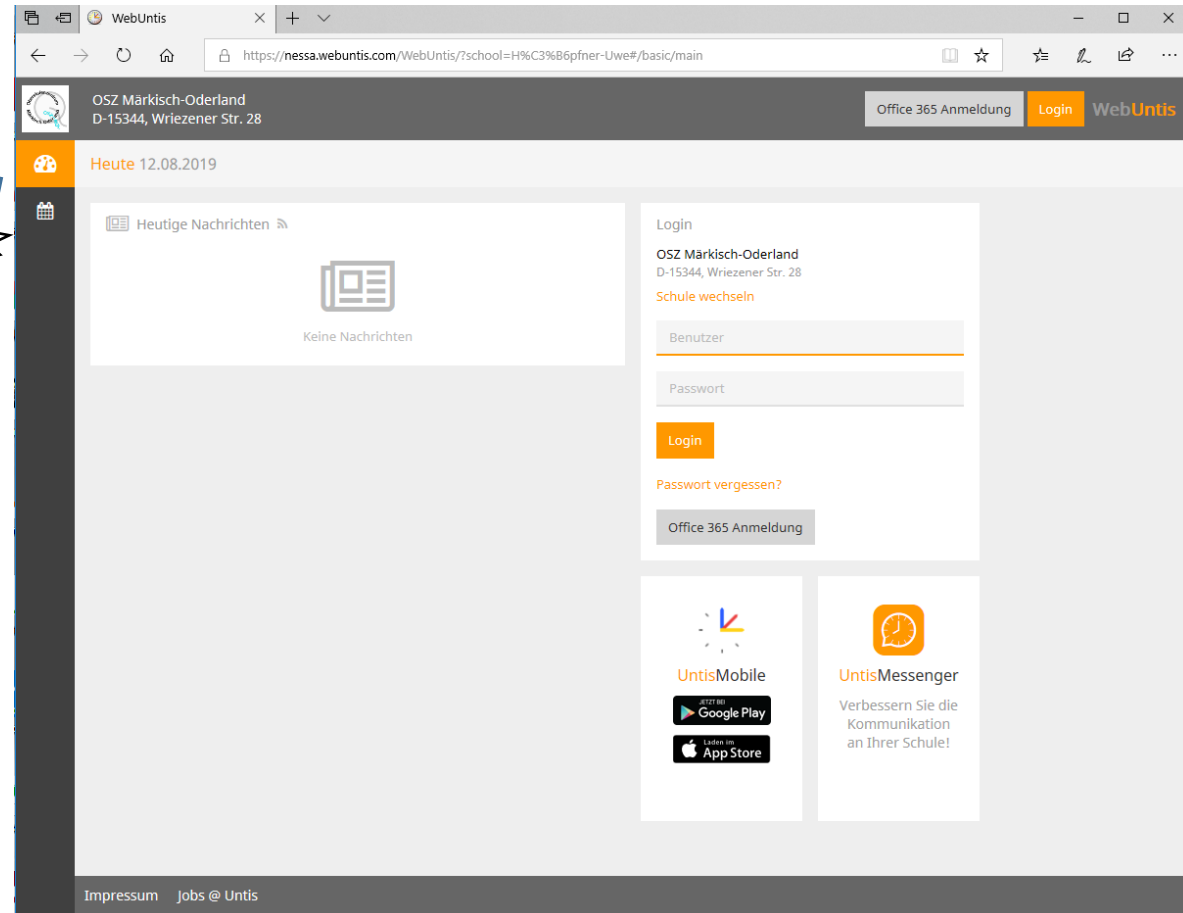 WebUntis
https://nessa.webuntis.com/WebUntis/?school=H%C3%B6pfner-Uwe#/basic/main
OSZ Märkisch-Oderland
D-15344, Wriezener Str. 28
Office 365 Anmeldung
Login
WebUntis
Heute 12.08.2019
Heutige Nachrichten
Keine Nachrichten
Login
OSZ Märkisch-Oderland
D-15344, Wriezener Str. 28
Schule wechseln
Benutzer
Passwort
Login
Passwort vergessen?
Office 365 Anmeldung
UntisMobile
JETZT BEI
Google Play
Laden im
App Store
UntisMessenger
Verbessern Sie die
Kommunikation
an Ihrer Schule!
Impressum
Jobs @ Untis